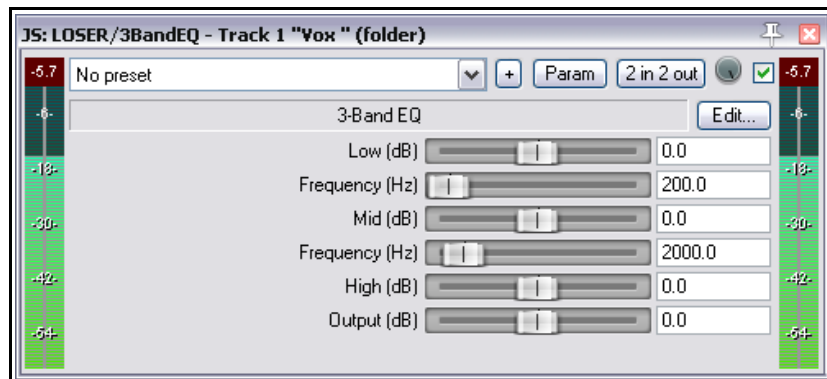 JS: LOSER/3BandEQ - Track 1 "Vox " (folder)
-5.7 No preset + Param 2 in 2 out -5.7
-6- 3-Band EQ Edit... -6-
Low (dB) 0.0
-18- -18-
Frequency (Hz) 200.0
-30- Mid (dB) 0.0 -30-
Frequency (Hz) 2000.0
-42- High (dB) 0.0 -42-
Output (dB) 0.0
-54- -54-